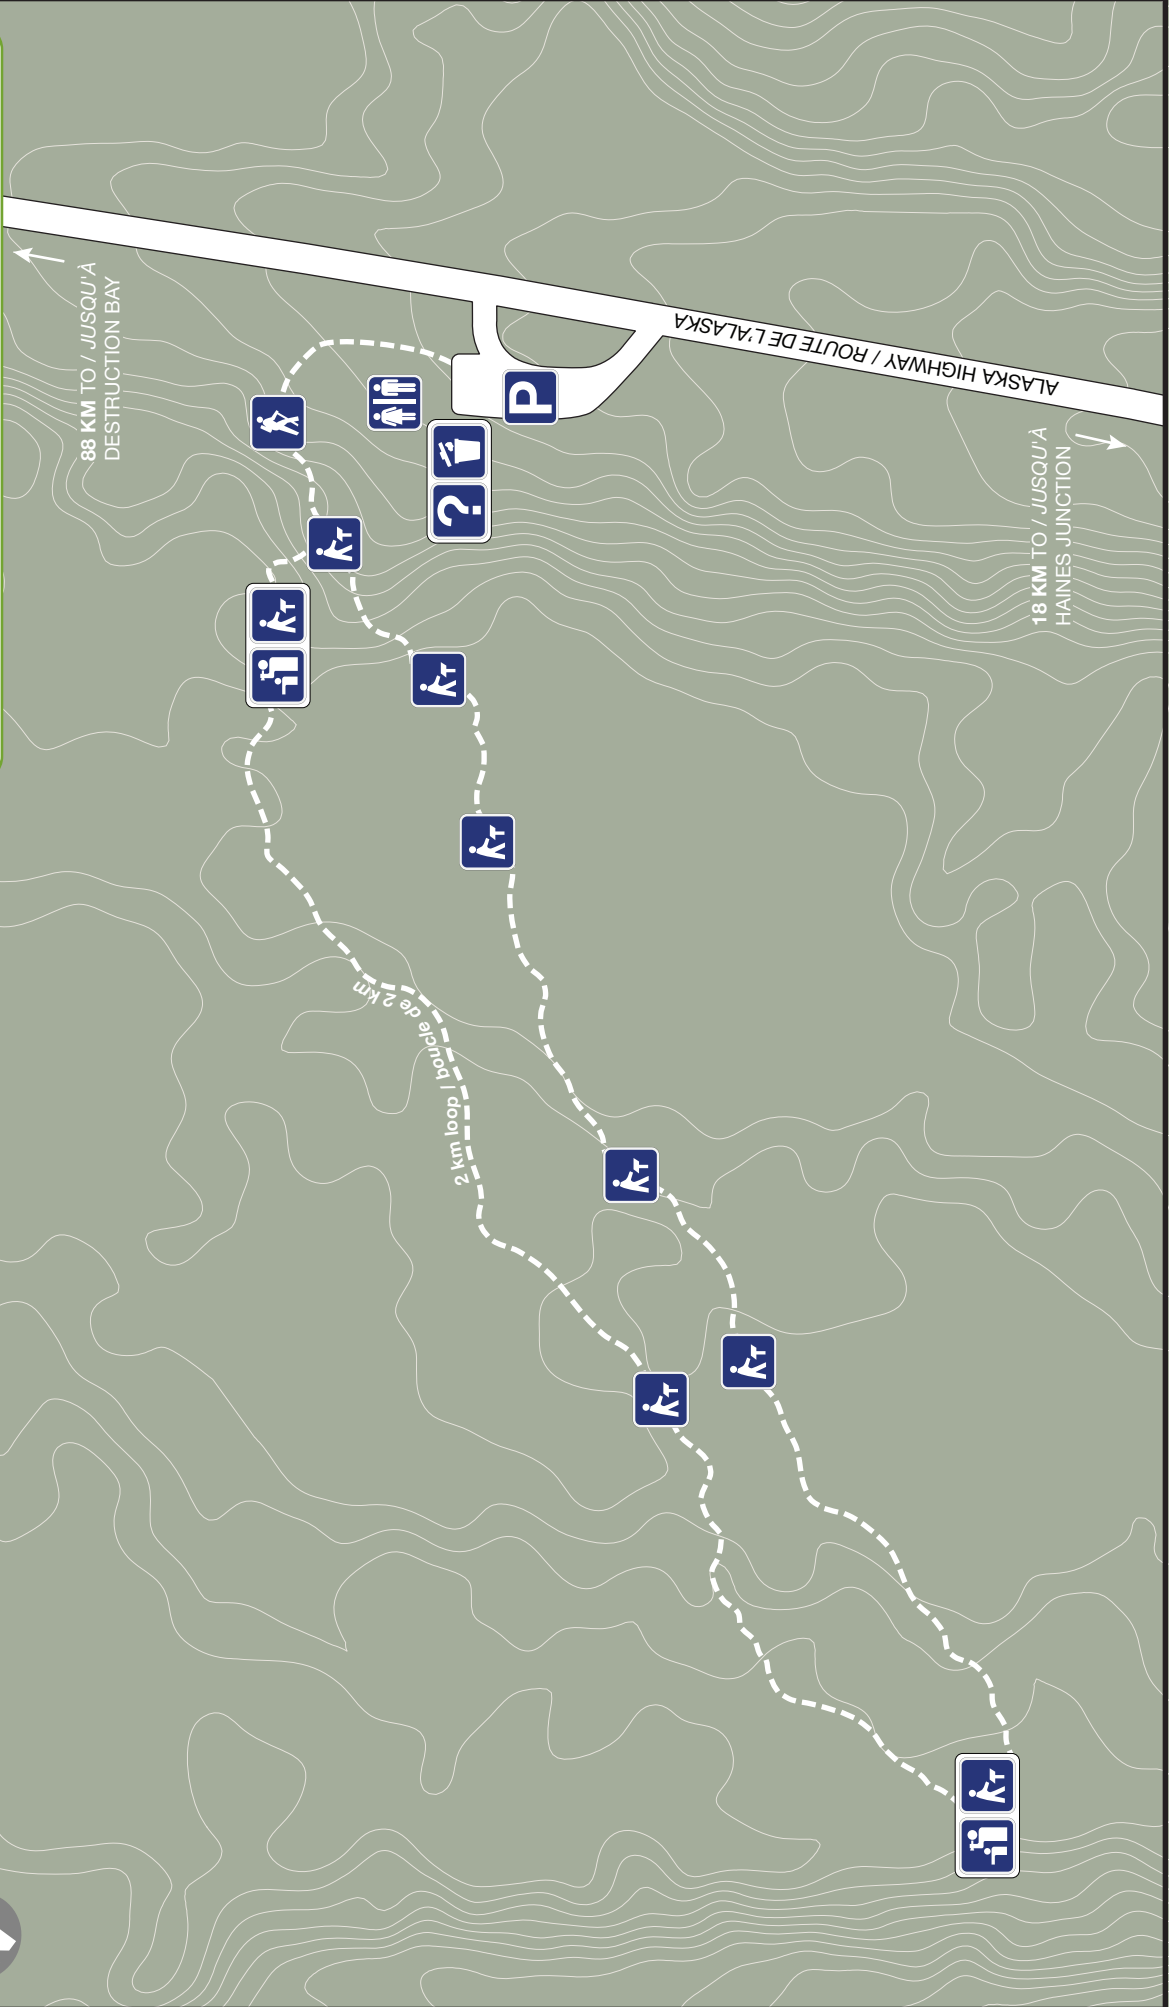 88 KM TO / JUSQU'À
DESTRUCTION BAY
ALASKA HIGHWAY / ROUTE DE L'ALASKA
P
?
18 KM TO / JUSQU'À
HAINES JUNCTION
2 km loop / boucle de 2 km